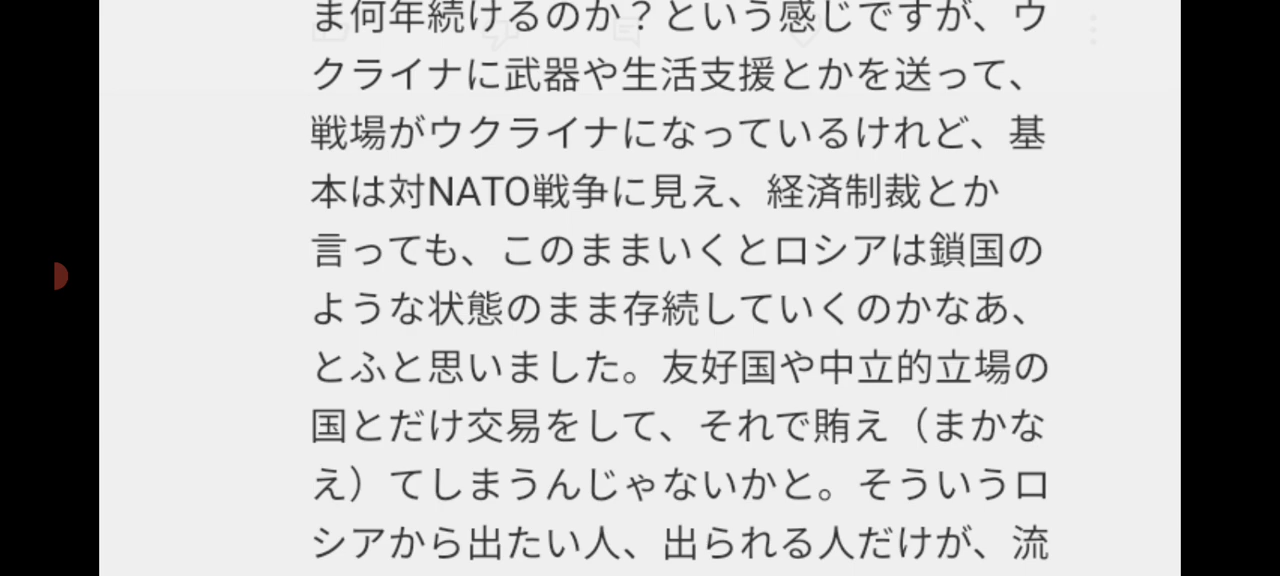 ま何年続けるのか？という感じですが、ウ
クライナに武器や生活支援とかを送って、
戦場がウクライナになっているけれど、基
本は対NATO戦争に見え、経済制裁とか
言っても、このままいくとロシアは鎖国の
ような状態のまま存続していくのかなあ、
とふと思いました。友好国や中立的立場の
国とだけ交易をして、それで賄え（まかな
え）てしまうんじゃないかと。そういうロ
シアから出たい人、出られる人だけが、流